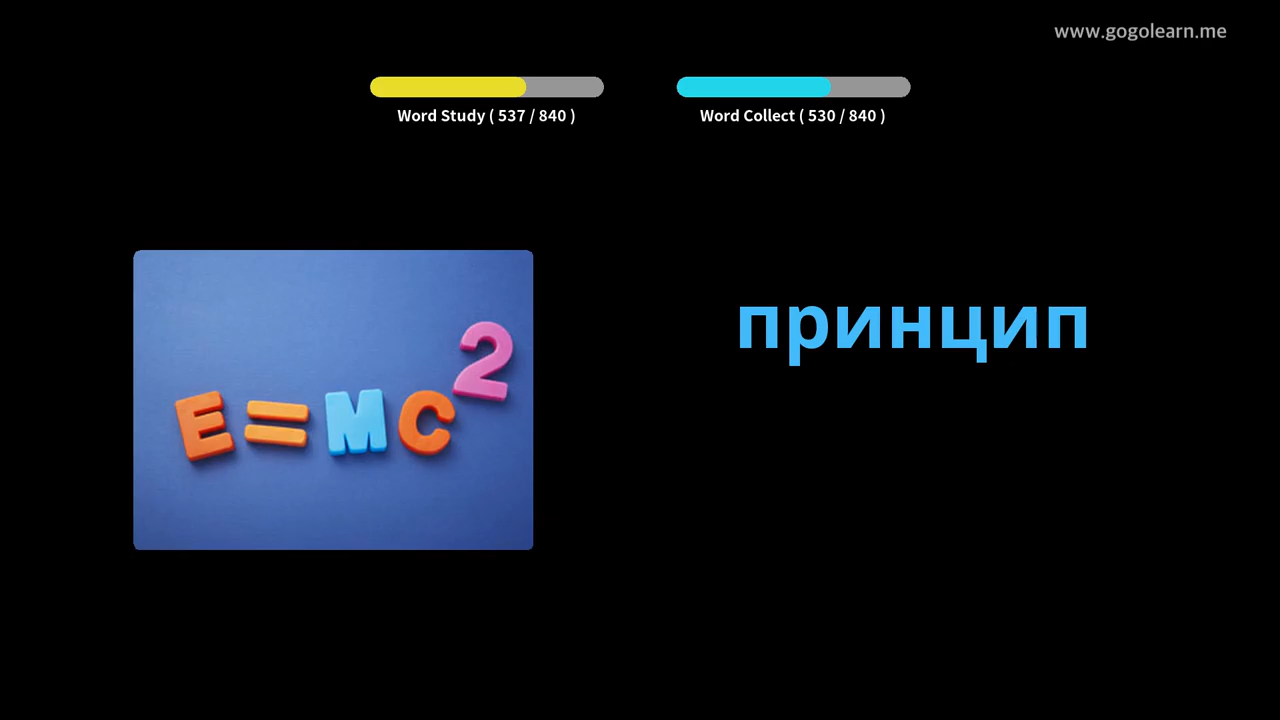 www.gogolearn.me
Word Study ( 537 / 840 )
Word Collect ( 530 / 840 )
принцип
E=MC²